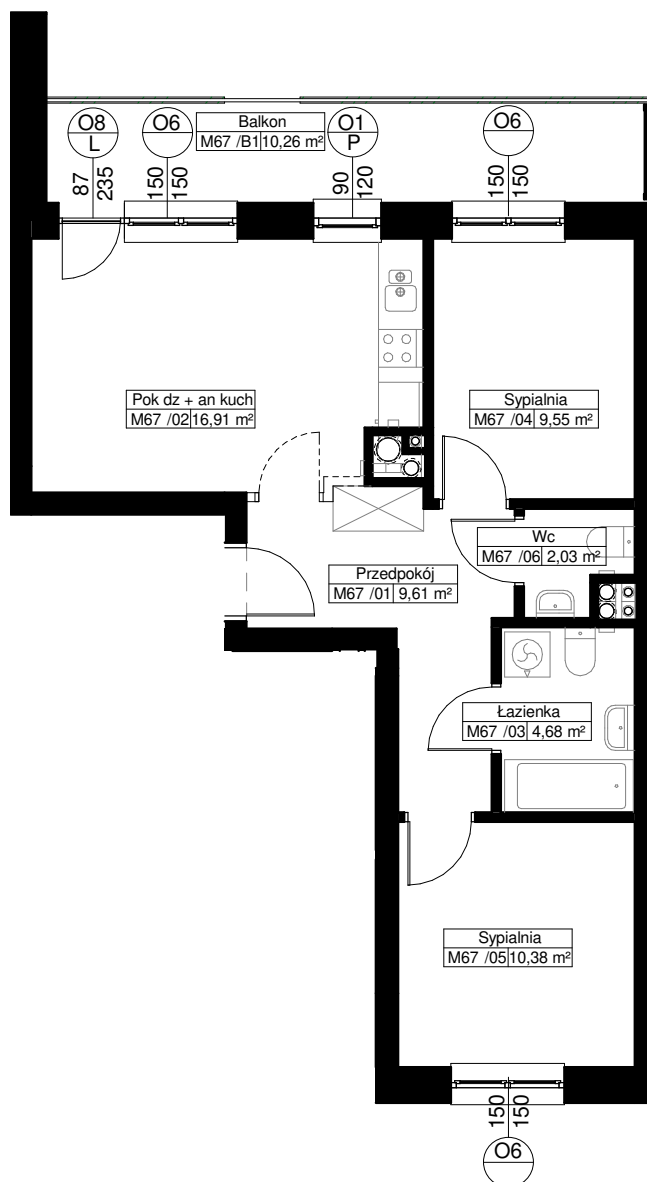 O8
L
87
235
O6
150
150
Balkon
M67 /B1 10,26 m²
O1
P
90
120
O6
150
150
Pok dz + an kuch
M67 /02 16,91 m²
Sypialnia
M67 /04 9,55 m²
Wc
M67 /06 2,03 m²
Przedpokój
M67 /01 9,61 m²
Łazienka
M67 /03 4,68 m²
Sypialnia
M67 /05 10,38 m²
150
150
O6